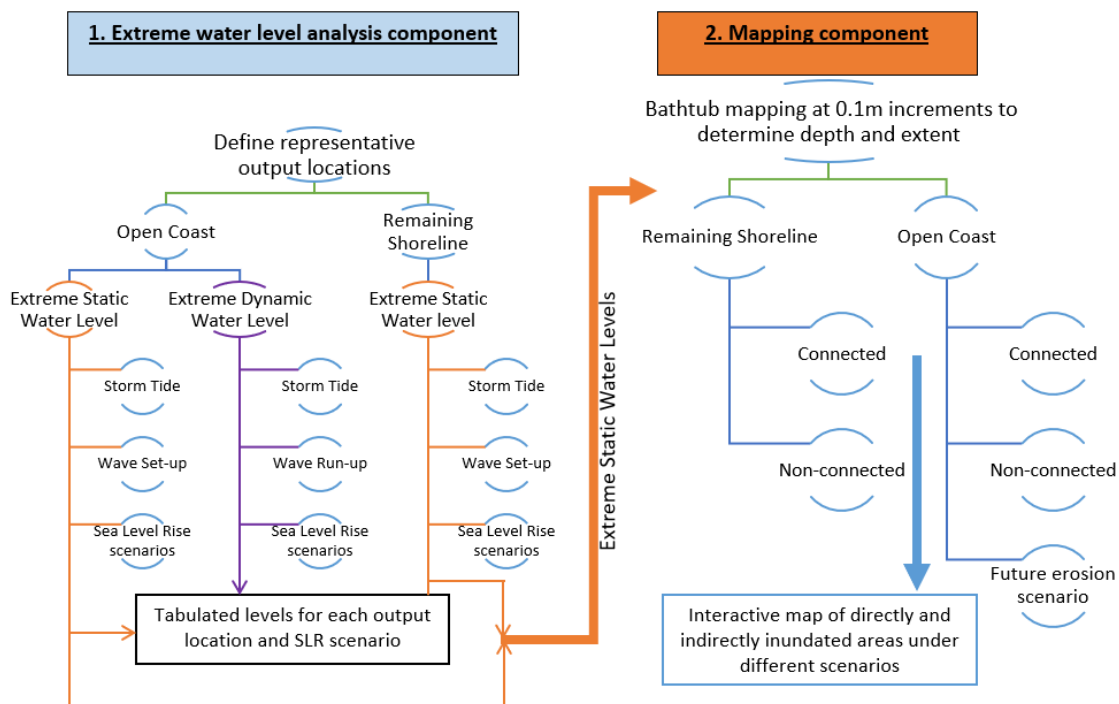 1. Extreme water level analysis component
Define representative
output locations
Open Coast
Remaining
Shoreline
Extreme Static
Water Level
Extreme Dynamic
Water Level
Extreme Static
Water level
Storm Tide
Storm Tide
Storm Tide
Wave Set-up
Wave Run-up
Wave Set-up
Sea Level Rise
scenarios
Sea Level Rise
scenarios
Sea Level Rise
scenarios
Tabulated levels for each output
location and SLR scenario
Extreme Static Water Levels
2. Mapping component
Bathtub mapping at 0.1m increments to
determine depth and extent
Remaining Shoreline
Open Coast
Connected
Connected
Non-connected
Non-connected
Future erosion
scenario
Interactive map of directly and
indirectly inundated areas under
different scenarios